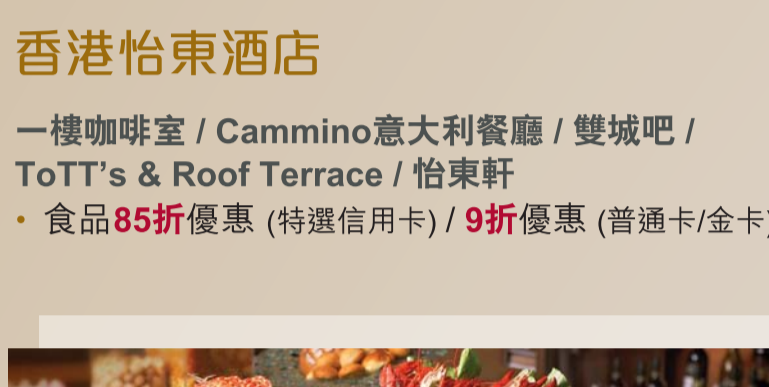 香港怡東酒店
一樓咖啡室 / Cammino意大利餐廳 / 雙城吧 /
ToTT’s & Roof Terrace / 怡東軒
• 食品85折優惠 (特選信用卡) / 9折優惠 (普通卡/金卡)